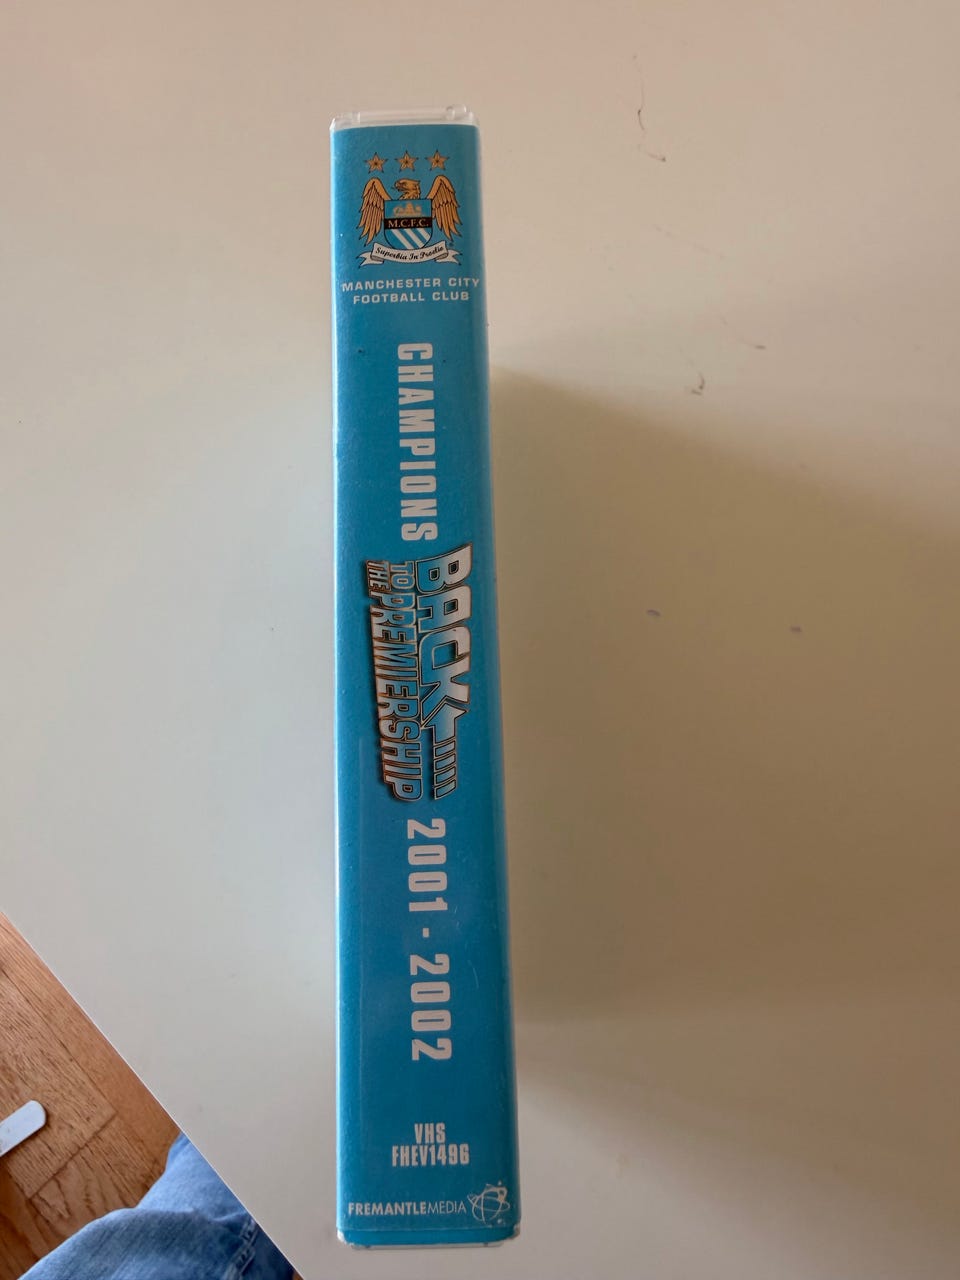 M.C.F.C.
Superbia In Proelio
MANCHESTER CITY
FOOTBALL CLUB
CHAMPIONS
BACK
TO
THE PREMIERSHIP
2001 - 2002
VHS
FHEV1496
FREMANTLEMEDIA